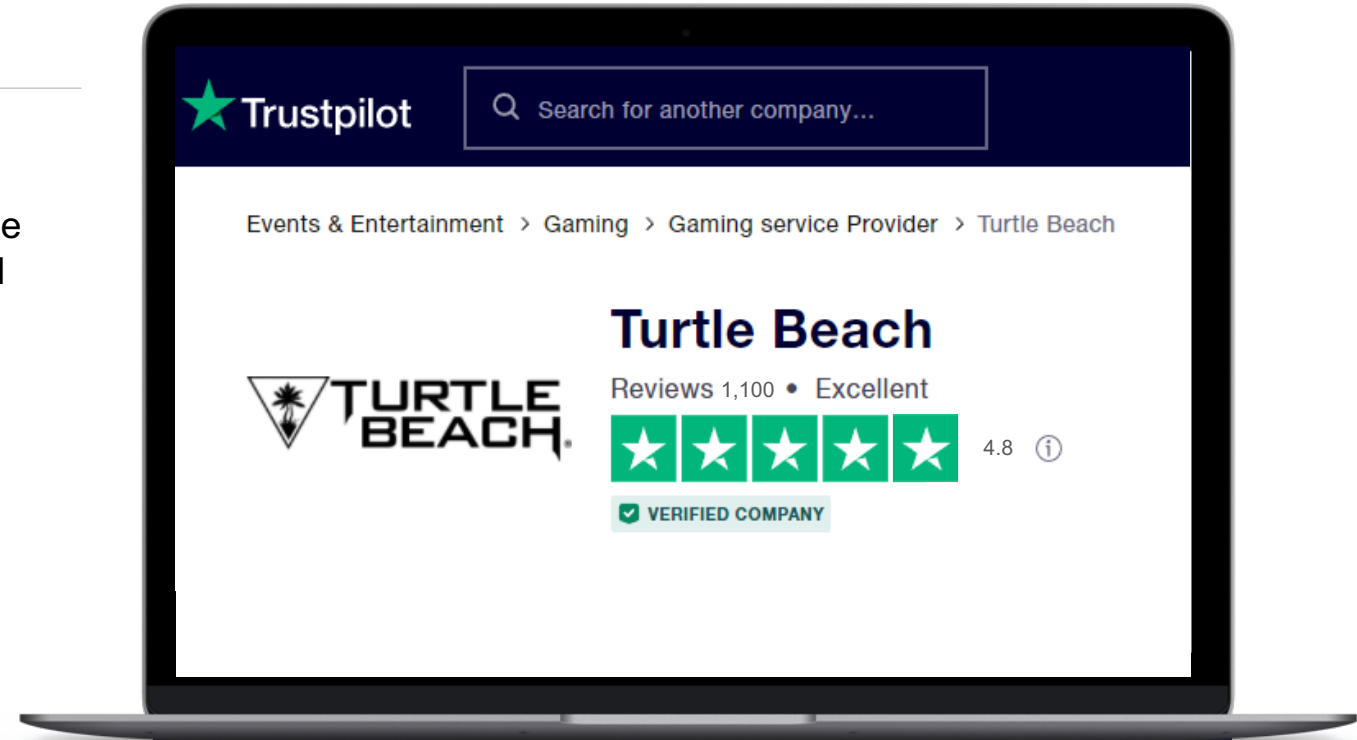 Trustpilot
Search for another company...
e
l
Events & Entertainment > Gaming > Gaming service Provider > Turtle Beach
Turtle Beach
TURTLE
BEACH.
Reviews 1,100 • Excellent
4.8
VERIFIED COMPANY